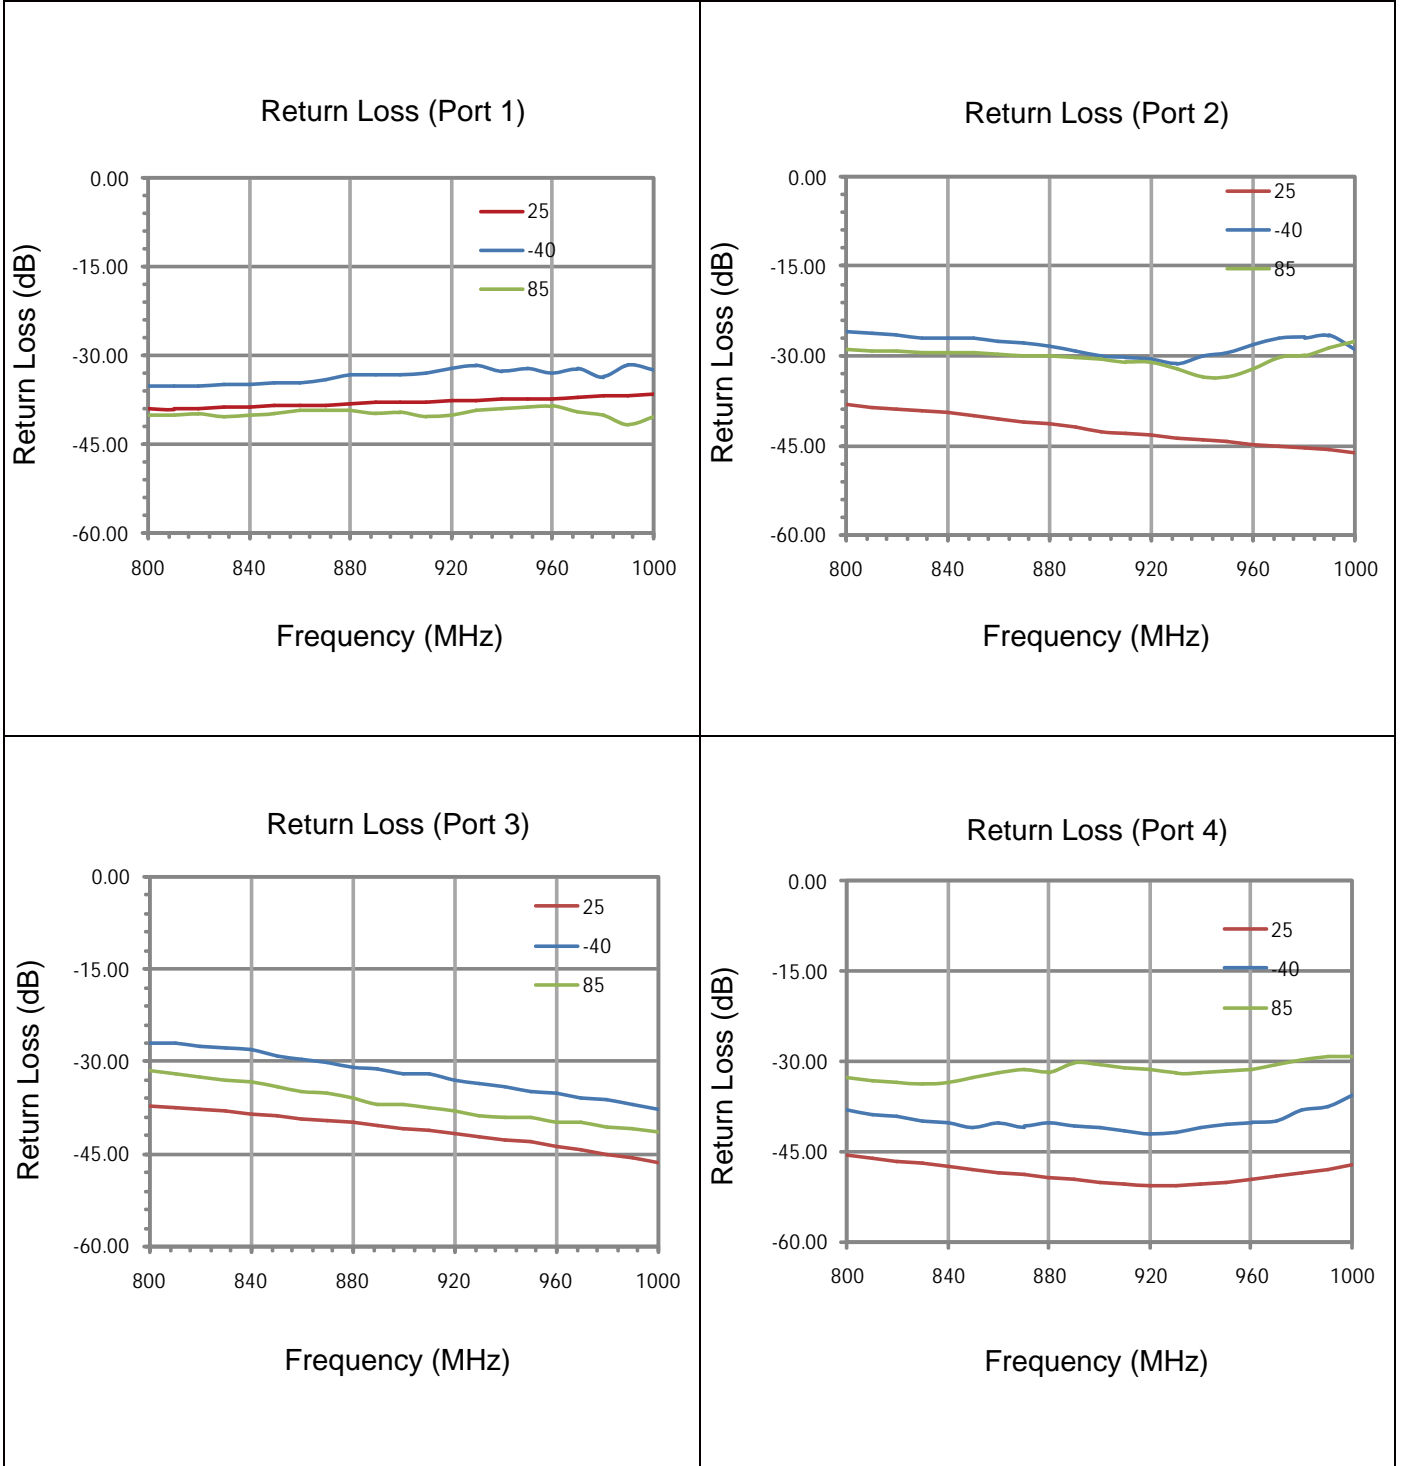 Return Loss (Port 1)
Return Loss (dB)
0.00
-15.00
-30.00
-45.00
-60.00
25
-40
85
800 840 880 920 960 1000
Frequency (MHz)
Return Loss (Port 2)
Return Loss (dB)
0.00
-15.00
-30.00
-45.00
-60.00
25
-40
85
800 840 880 920 960 1000
Frequency (MHz)
Return Loss (Port 3)
Return Loss (dB)
0.00
-15.00
-30.00
-45.00
-60.00
25
-40
85
800 840 880 920 960 1000
Frequency (MHz)
Return Loss (Port 4)
Return Loss (dB)
0.00
-15.00
-30.00
-45.00
-60.00
25
-40
85
800 840 880 920 960 1000
Frequency (MHz)